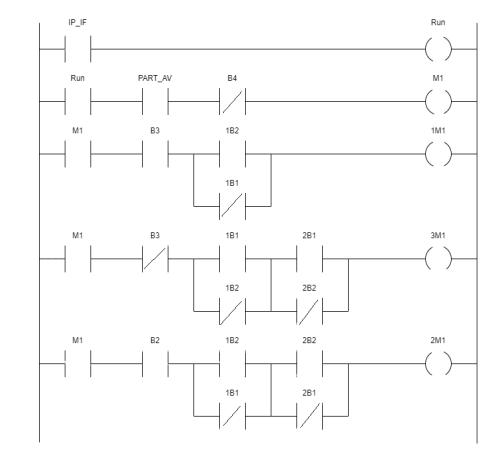 IP_IF Run
Run PART_AV B4 M1
M1 B3 1B2 1M1
1B1
M1 B3 1B1 2B1 3M1
1B2 2B2
M1 B2 1B2 2B2 2M1
1B1 2B1